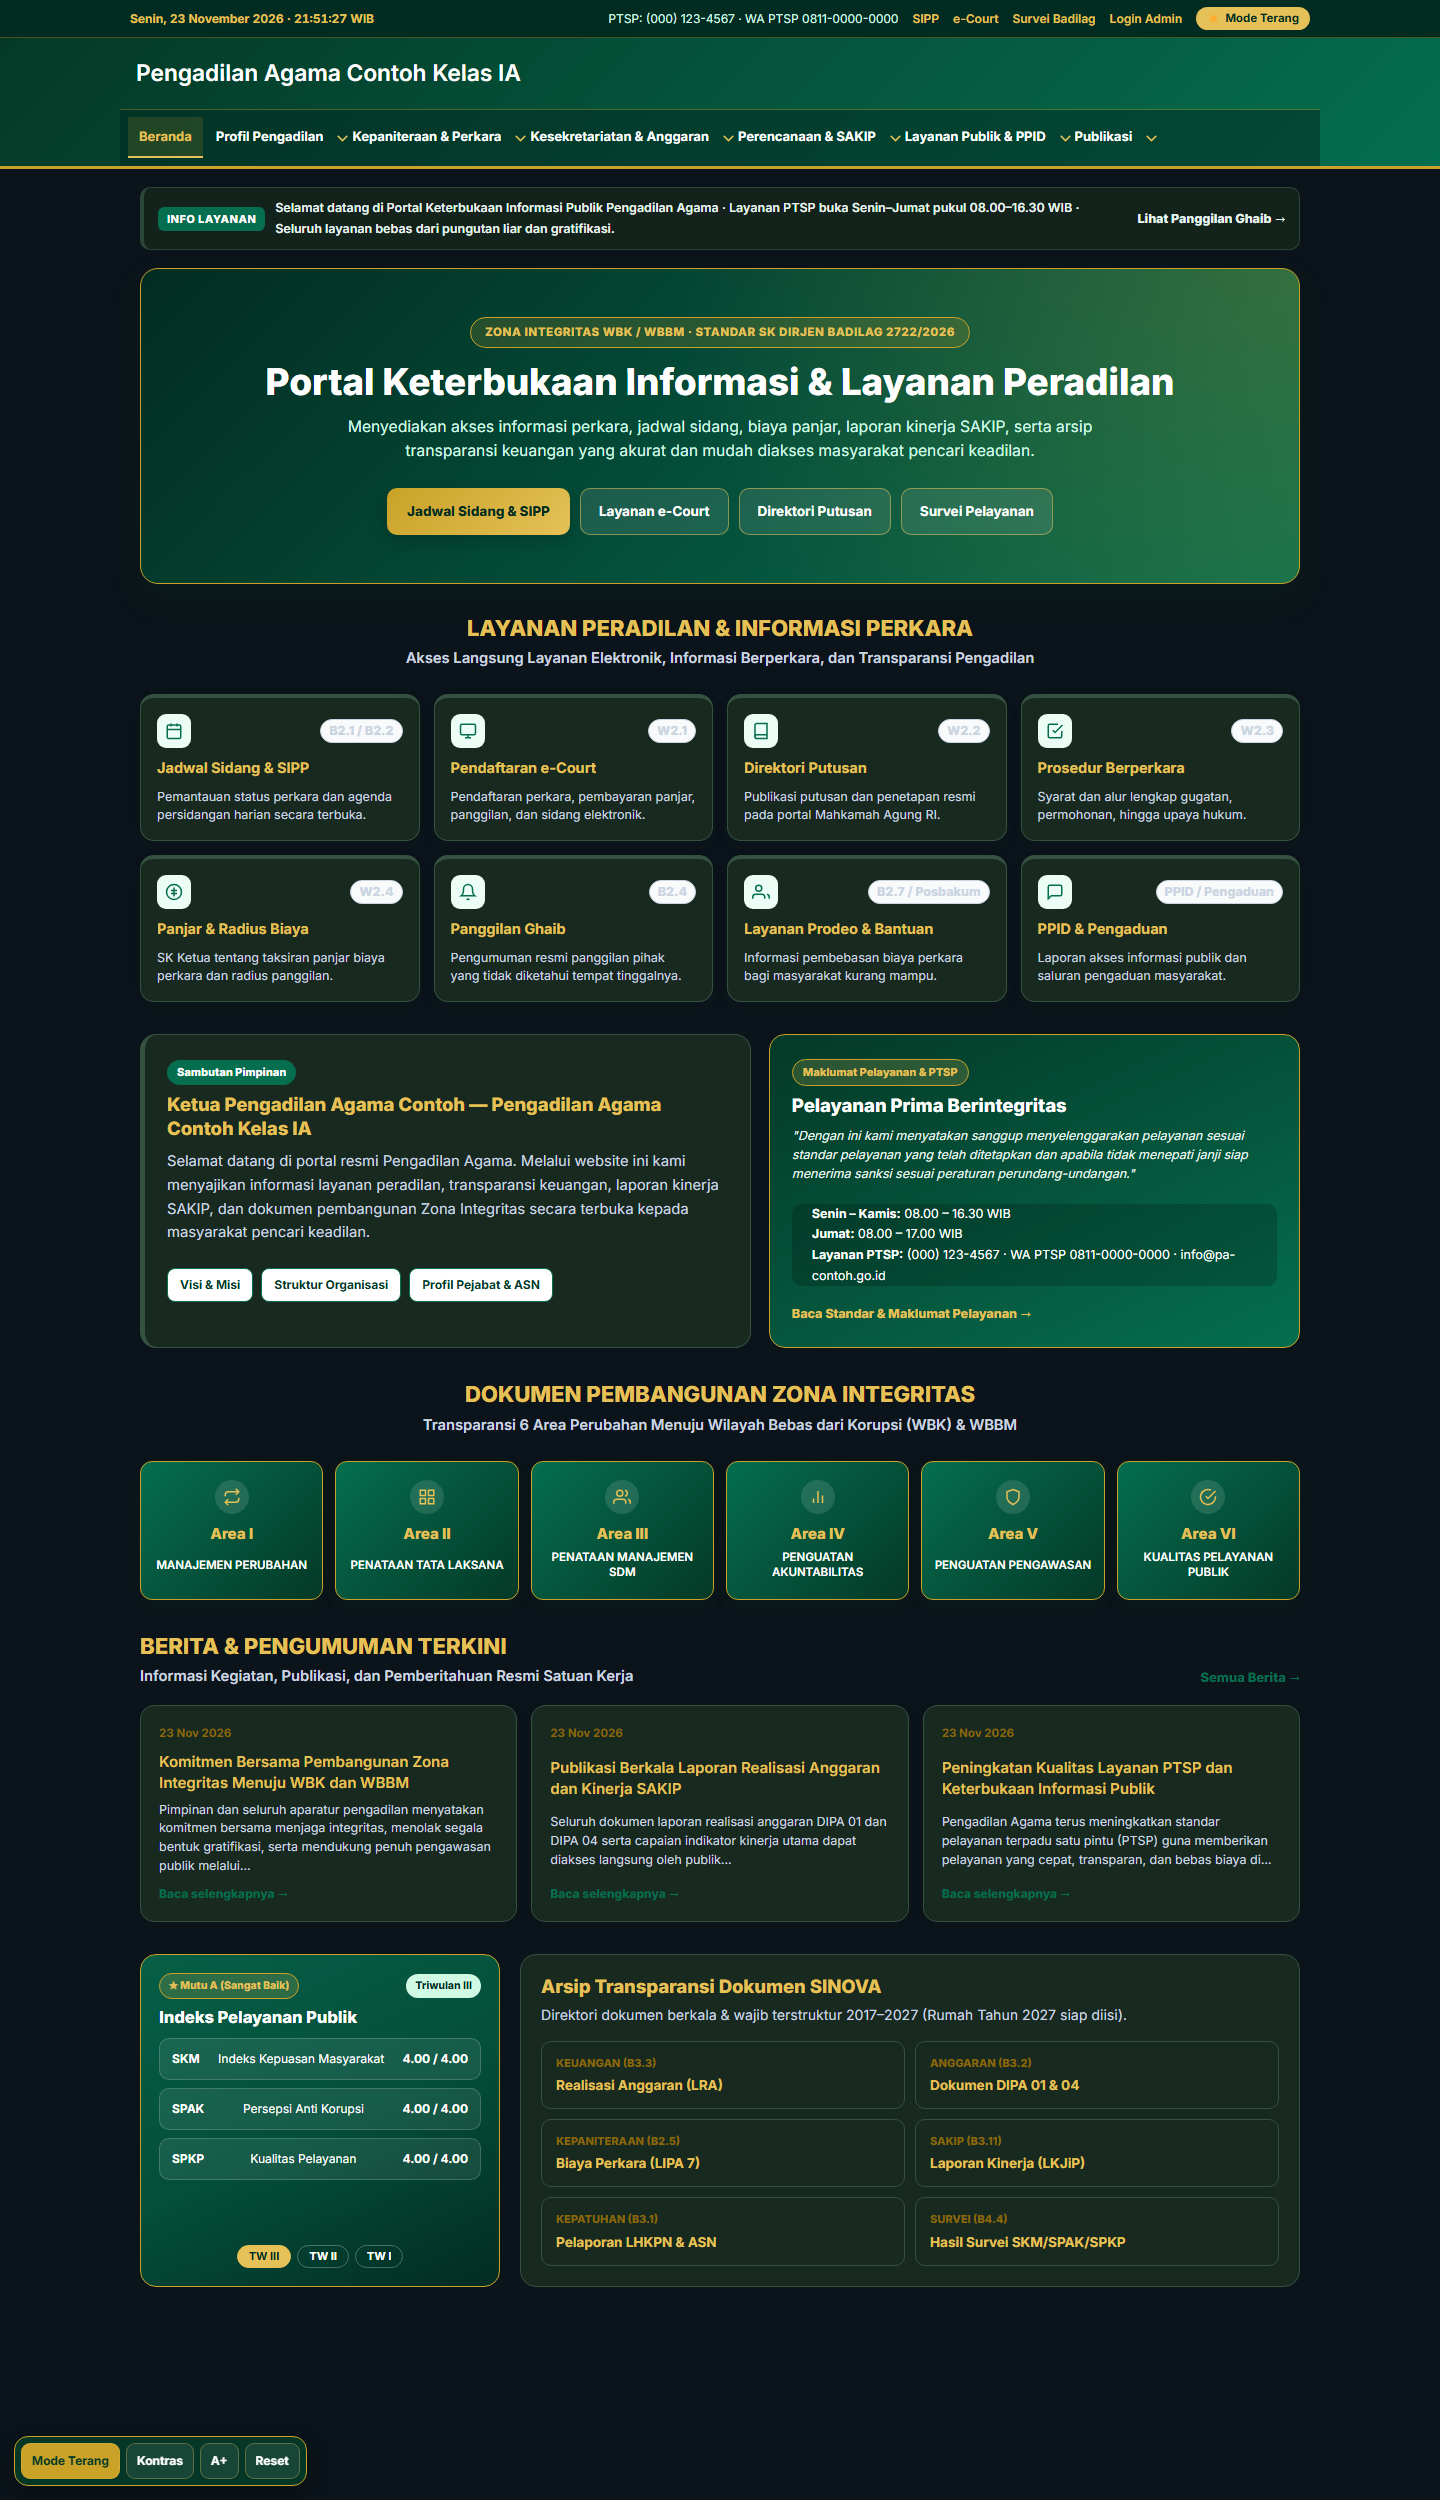 Senin, 23 November 2026 · 21:51:27 WIB
PTSP: (000) 123-4567 · WA PTSP 0811-0000-0000 SIPP e-Court Survei Badilag Login Admin Mode Terang
Pengadilan Agama Contoh Kelas IA
Beranda Profil Pengadilan Kepaniteraan & Perkara Kesekretariatan & Anggaran Perencanaan & SAKIP Layanan Publik & PPID Publikasi
INFO LAYANAN
Selamat datang di Portal Keterbukaan Informasi Publik Pengadilan Agama · Layanan PTSP buka Senin–Jumat pukul 08.00–16.30 WIB ·
Seluruh layanan bebas dari pungutan liar dan gratifikasi.
Lihat Panggilan Ghaib →
ZONA INTEGRITAS WBK / WBBM · STANDAR SK DIRJEN BADILAG 2722/2026
Portal Keterbukaan Informasi & Layanan Peradilan
Menyediakan akses informasi perkara, jadwal sidang, biaya panjar, laporan kinerja SAKIP, serta arsip
transparansi keuangan yang akurat dan mudah diakses masyarakat pencari keadilan.
Jadwal Sidang & SIPP Layanan e-Court Direktori Putusan Survei Pelayanan
LAYANAN PERADILAN & INFORMASI PERKARA
Akses Langsung Layanan Elektronik, Informasi Berperkara, dan Transparansi Pengadilan
B2.1 / B2.2
Jadwal Sidang & SIPP
Pemantauan status perkara dan agenda
persidangan harian secara terbuka.
W2.1
Pendaftaran e-Court
Pendaftaran perkara, pembayaran panjar,
panggilan, dan sidang elektronik.
W2.2
Direktori Putusan
Publikasi putusan dan penetapan resmi
pada portal Mahkamah Agung RI.
W2.3
Prosedur Berperkara
Syarat dan alur lengkap gugatan,
permohonan, hingga upaya hukum.
W2.4
Panjar & Radius Biaya
SK Ketua tentang taksiran panjar biaya
perkara dan radius panggilan.
B2.4
Panggilan Ghaib
Pengumuman resmi panggilan pihak
yang tidak diketahui tempat tinggalnya.
B2.7 / Posbakum
Layanan Prodeo & Bantuan
Informasi pembebasan biaya perkara
bagi masyarakat kurang mampu.
PPID / Pengaduan
PPID & Pengaduan
Laporan akses informasi publik dan
saluran pengaduan masyarakat.
Sambutan Pimpinan
Ketua Pengadilan Agama Contoh — Pengadilan Agama
Contoh Kelas IA
Selamat datang di portal resmi Pengadilan Agama. Melalui website ini kami
menyajikan informasi layanan peradilan, transparansi keuangan, laporan kinerja
SAKIP, dan dokumen pembangunan Zona Integritas secara terbuka kepada
masyarakat pencari keadilan.
Visi & Misi Struktur Organisasi Profil Pejabat & ASN
Maklumat Pelayanan & PTSP
Pelayanan Prima Berintegritas
"Dengan ini kami menyatakan sanggup menyelenggarakan pelayanan sesuai
standar pelayanan yang telah ditetapkan dan apabila tidak menepati janji siap
menerima sanksi sesuai peraturan perundang-undangan."
Senin – Kamis: 08.00 – 16.30 WIB
Jumat: 08.00 – 17.00 WIB
Layanan PTSP: (000) 123-4567 · WA PTSP 0811-0000-0000 · info@pa-
contoh.go.id
Baca Standar & Maklumat Pelayanan →
DOKUMEN PEMBANGUNAN ZONA INTEGRITAS
Transparansi 6 Area Perubahan Menuju Wilayah Bebas dari Korupsi (WBK) & WBBM
Area I
MANAJEMEN PERUBAHAN
Area II
PENATAAN TATA LAKSANA
Area III
PENATAAN MANAJEMEN
SDM
Area IV
PENGUATAN
AKUNTABILITAS
Area V
PENGUATAN PENGAWASAN
Area VI
KUALITAS PELAYANAN
PUBLIK
BERITA & PENGUMUMAN TERKINI
Informasi Kegiatan, Publikasi, dan Pemberitahuan Resmi Satuan Kerja
Semua Berita →
23 Nov 2026
Komitmen Bersama Pembangunan Zona
Integritas Menuju WBK dan WBBM
Pimpinan dan seluruh aparatur pengadilan menyatakan
komitmen bersama menjaga integritas, menolak segala
bentuk gratifikasi, serta mendukung penuh pengawasan
publik melalui...
Baca selengkapnya →
23 Nov 2026
Publikasi Berkala Laporan Realisasi Anggaran
dan Kinerja SAKIP
Seluruh dokumen laporan realisasi anggaran DIPA 01 dan
DIPA 04 serta capaian indikator kinerja utama dapat
diakses langsung oleh publik...
Baca selengkapnya →
23 Nov 2026
Peningkatan Kualitas Layanan PTSP dan
Keterbukaan Informasi Publik
Pengadilan Agama terus meningkatkan standar
pelayanan terpadu satu pintu (PTSP) guna memberikan
pelayanan yang cepat, transparan, dan bebas biaya di...
Baca selengkapnya →
★ Mutu A (Sangat Baik) Triwulan III
Indeks Pelayanan Publik
SKM Indeks Kepuasan Masyarakat 4.00 / 4.00
SPAK Persepsi Anti Korupsi 4.00 / 4.00
SPKP Kualitas Pelayanan 4.00 / 4.00
TW III TW II TW I
Arsip Transparansi Dokumen SINOVA
Direktori dokumen berkala & wajib terstruktur 2017–2027 (Rumah Tahun 2027 siap diisi).
KEUANGAN (B3.3)
Realisasi Anggaran (LRA)
ANGGARAN (B3.2)
Dokumen DIPA 01 & 04
KEPANITERAAN (B2.5)
Biaya Perkara (LIPA 7)
SAKIP (B3.11)
Laporan Kinerja (LKJiP)
KEPATUHAN (B3.1)
Pelaporan LHKPN & ASN
SURVEI (B4.4)
Hasil Survei SKM/SPAK/SPKP
Mode Terang Kontras A+ Reset